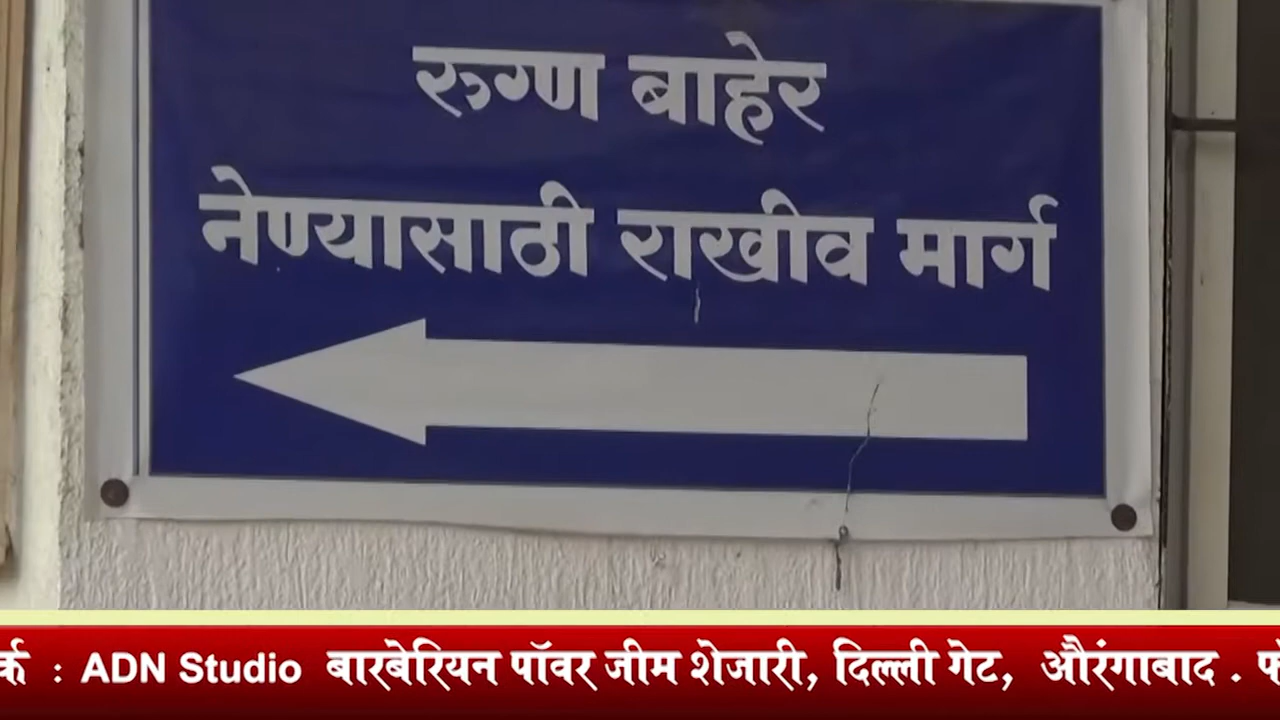 रुग्ण बाहेर
नेण्यासाठी राखीव मार्ग
: ADN Studio बारबेरियन पॉवर जीम शेजारी, दिल्ली गेट, औरंगाबाद .